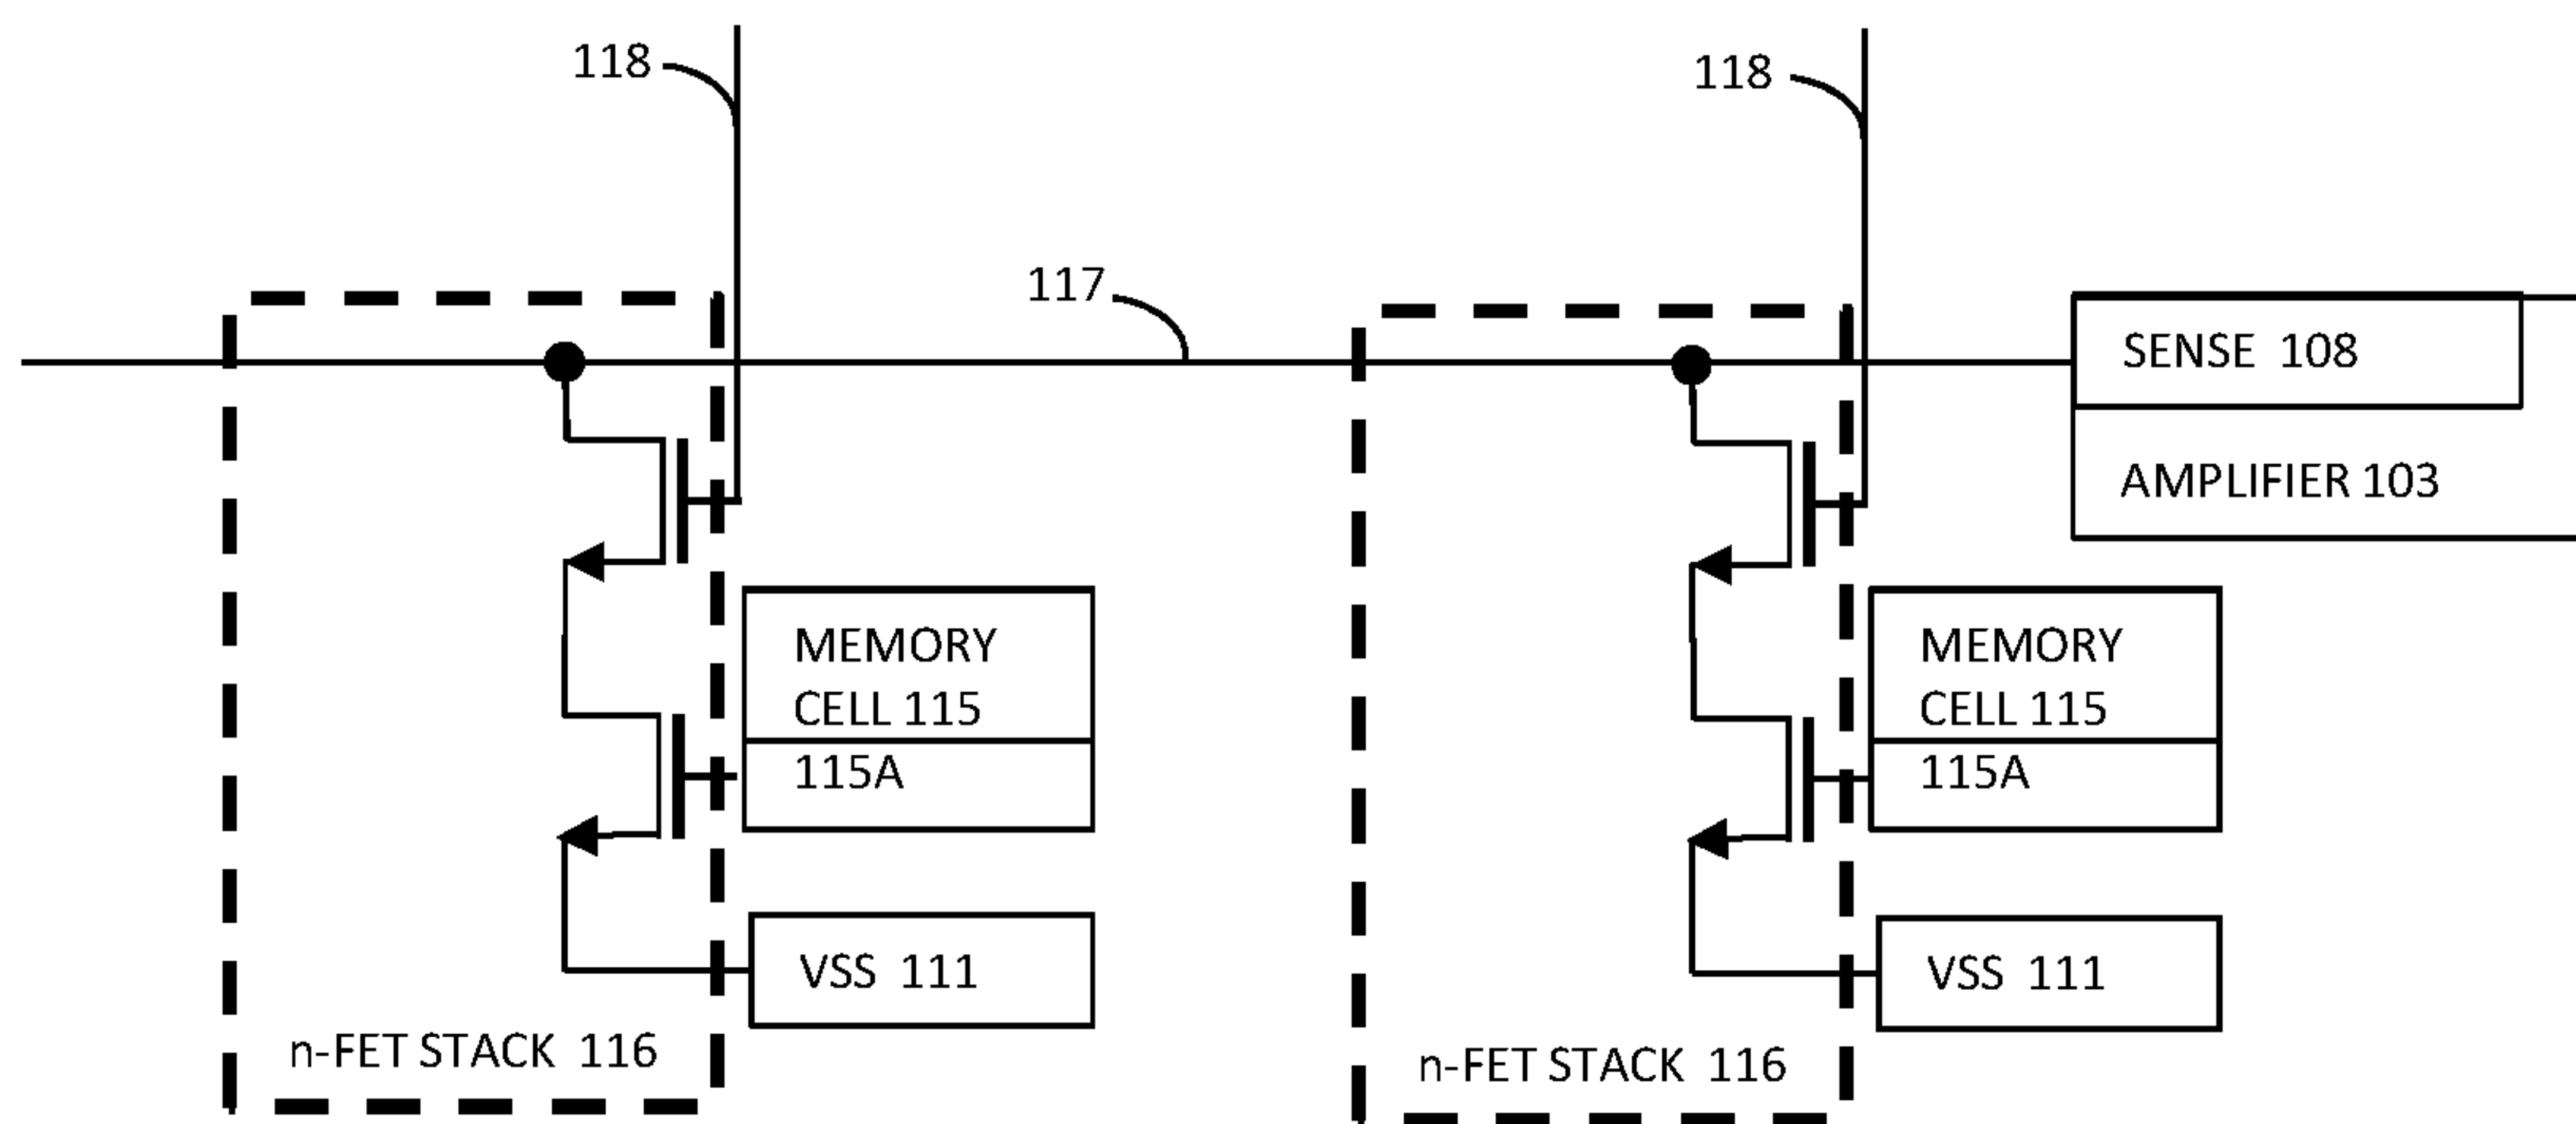 118
118
117
SENSE 108
AMPLIFIER 103
MEMORY
CELL 115
115A
MEMORY
CELL 115
115A
VSS 111
VSS 111
n-FET STACK 116
n-FET STACK 116